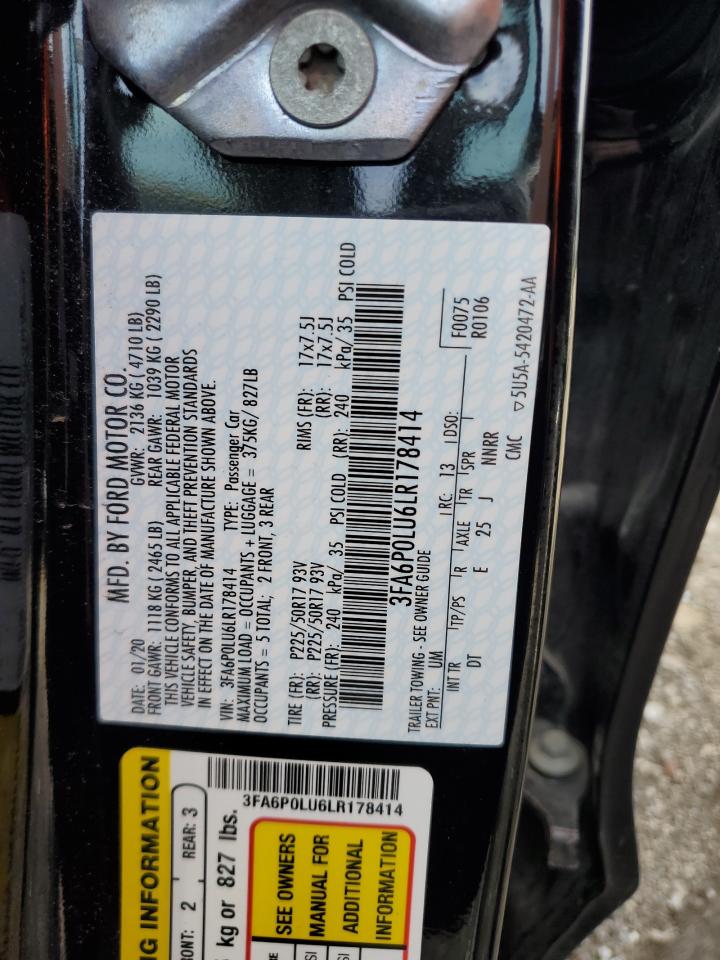 MFD. BY FORD MOTOR CO.
DATE: 01/20 GVWR: 2136 KG ( 4710 LB)
FRONT GAWR: 1118 KG ( 2465 LB) REAR GAWR: 1039 KG ( 2290 LB)
THIS VEHICLE CONFORMS TO ALL APPLICABLE FEDERAL MOTOR
VEHICLE SAFETY, BUMPER, AND THEFT PREVENTION STANDARDS
IN EFFECT ON THE DATE OF MANUFACTURE SHOWN ABOVE.
VIN: 3FA6P0LU6LR178414 TYPE: Passenger Car
MAXIMUM LOAD = OCCUPANTS + LUGGAGE = 375KG/ 827LB
OCCUPANTS = 5 TOTAL; 2 FRONT, 3 REAR
TIRE (FR): P225/50R17 93V RIMS (FR): 17x7.5J
(RR): P225/50R17 93V (RR): 17x7.5J
PRESSURE (FR): 240 kPa/ 35 PSI COLD (RR): 240 kPa/ 35 PSI COLD
3FA6P0LU6LR178414
TRAILER TOWING - SEE OWNER GUIDE
EXT PNT: UM RC: 13 DSO: F0075
R0106
INT TR TP/PS R AXLE TR SPR
DT E 25 J NNRR
CMC ▽5U5A-5420472-AA
NG INFORMATION
FRONT: 2 REAR: 3
kg or 827 lbs.
3FA6P0LU6LR178414
SEE OWNERS
MANUAL FOR
ADDITIONAL
INFORMATION